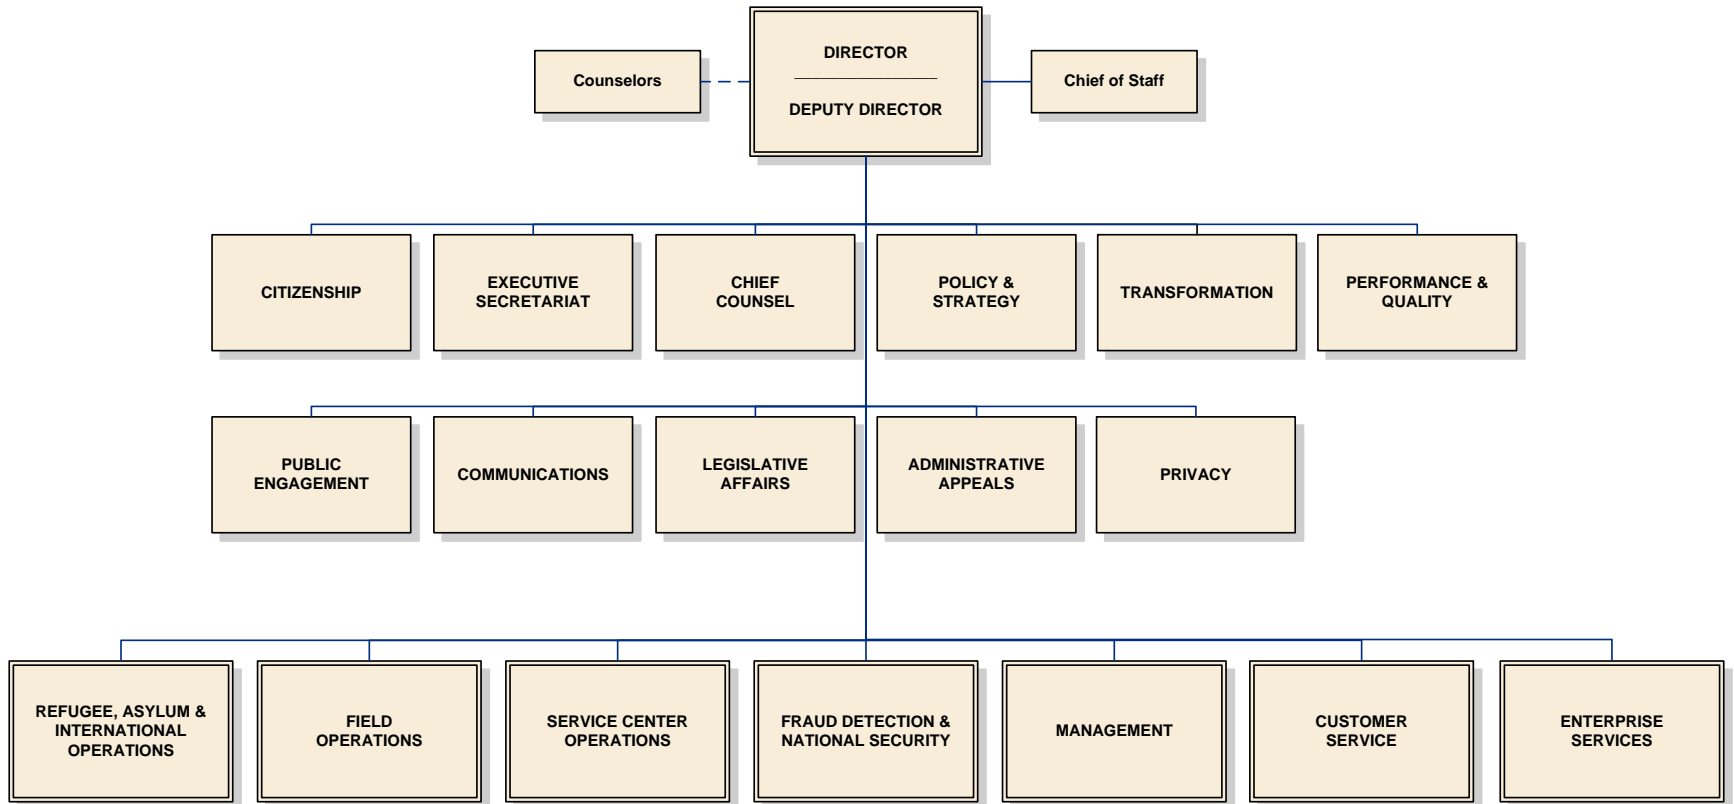 DIRECTOR
DEPUTY DIRECTOR
Counselors
Chief of Staff
CITIZENSHIP
EXECUTIVE
SECRETARIAT
CHIEF
COUNSEL
POLICY &
STRATEGY
TRANSFORMATION
PERFORMANCE &
QUALITY
PUBLIC
ENGAGEMENT
COMMUNICATIONS
LEGISLATIVE
AFFAIRS
ADMINISTRATIVE
APPEALS
PRIVACY
REFUGEE, ASYLUM &
INTERNATIONAL
OPERATIONS
FIELD
OPERATIONS
SERVICE CENTER
OPERATIONS
FRAUD DETECTION &
NATIONAL SECURITY
MANAGEMENT
CUSTOMER
SERVICE
ENTERPRISE
SERVICES